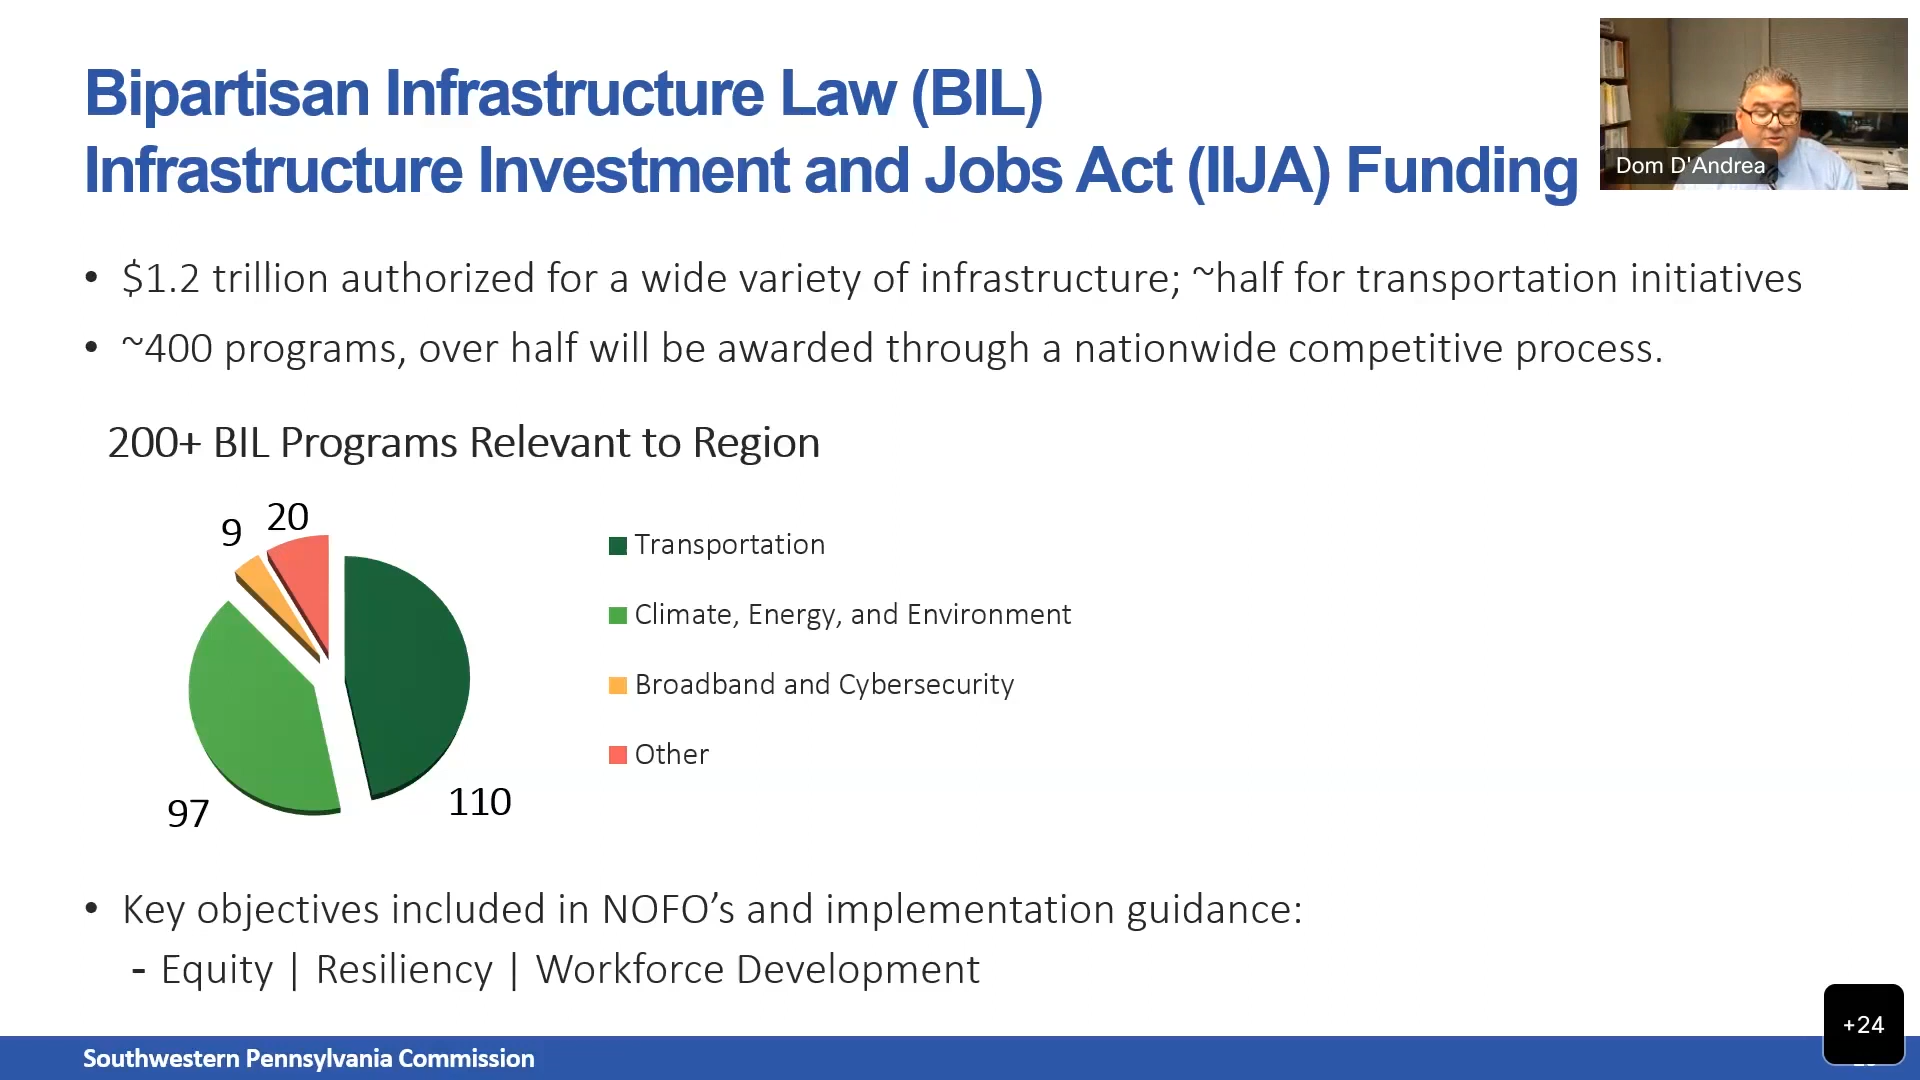 Bipartisan Infrastructure Law (BIL)
Infrastructure Investment and Jobs Act (IIJA) Funding
Dom D'Andrea
• $1.2 trillion authorized for a wide variety of infrastructure; ~half for transportation initiatives
• ~400 programs, over half will be awarded through a nationwide competitive process.
200+ BIL Programs Relevant to Region
9
20
97
110
Transportation
Climate, Energy, and Environment
Broadband and Cybersecurity
Other
• Key objectives included in NOFO’s and implementation guidance:
- Equity | Resiliency | Workforce Development
+24
Southwestern Pennsylvania Commission